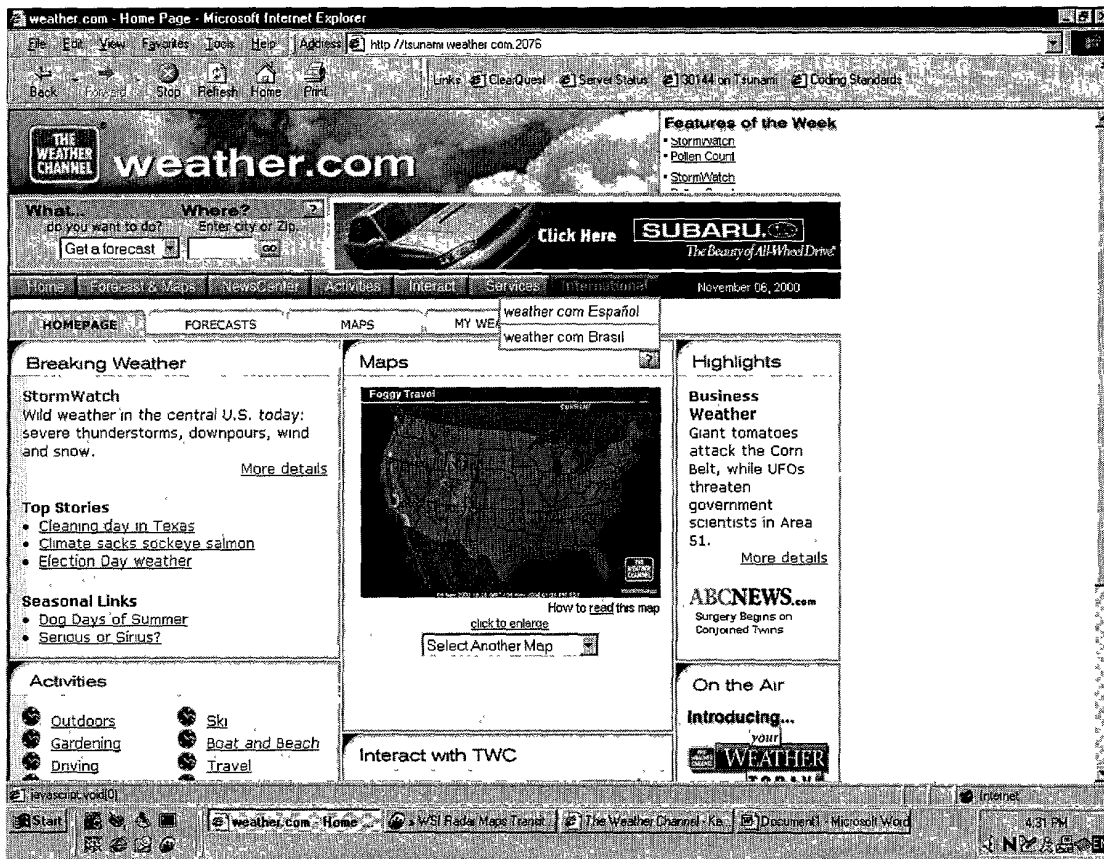 weather.com - Home Page - Microsoft Internet Explorer
File Edit View Favorites Tools Help Address http://tsunami weather com.2076
Back Forward Stop Refresh Home Print Links ClearQuest Server Status 30144 on Tsunami Coding Standards
THE WEATHER CHANNEL
weather.com
Features of the Week
StormWatch
Pollen Count
StormWatch
What... Where? ?
do you want to do? Enter city or Zip.
Get a forecast GO
Click Here SUBARU.
The Beauty of All-Wheel Drive
Home Forecast & Maps NewsCenter Activities Interact Services International November 06, 2000
weather com Español
weather com Brasil
HOMEPAGE FORECASTS MAPS MY WEA
Breaking Weather
StormWatch
Wild weather in the central U.S. today:
severe thunderstorms, downpours, wind
and snow.
More details
Top Stories
• Cleaning day in Texas
• Climate sacks sockeye salmon
• Election Day weather
Seasonal Links
• Dog Days of Summer
• Serious or Sirius?
Activities
Outdoors Ski
Gardening Boat and Beach
Driving Travel
Maps ?
Foggy Travel
THE WEATHER CHANNEL
How to read this map
click to enlarge
Select Another Map
Interact with TWC
Highlights
Business
Weather
Giant tomatoes
attack the Corn
Belt, while UFOs
threaten
government
scientists in Area
51.
More details
ABCNEWS.com
Surgery Begins on
Conjoined Twins
On the Air
Introducing...
your
WEATHER
TODAY
javascript:void(0) Internet
Start weather.com - Home ... WSI Radar Maps Transit The Weather Channel - Ke... Document1 - Microsoft Word 4:31 PM